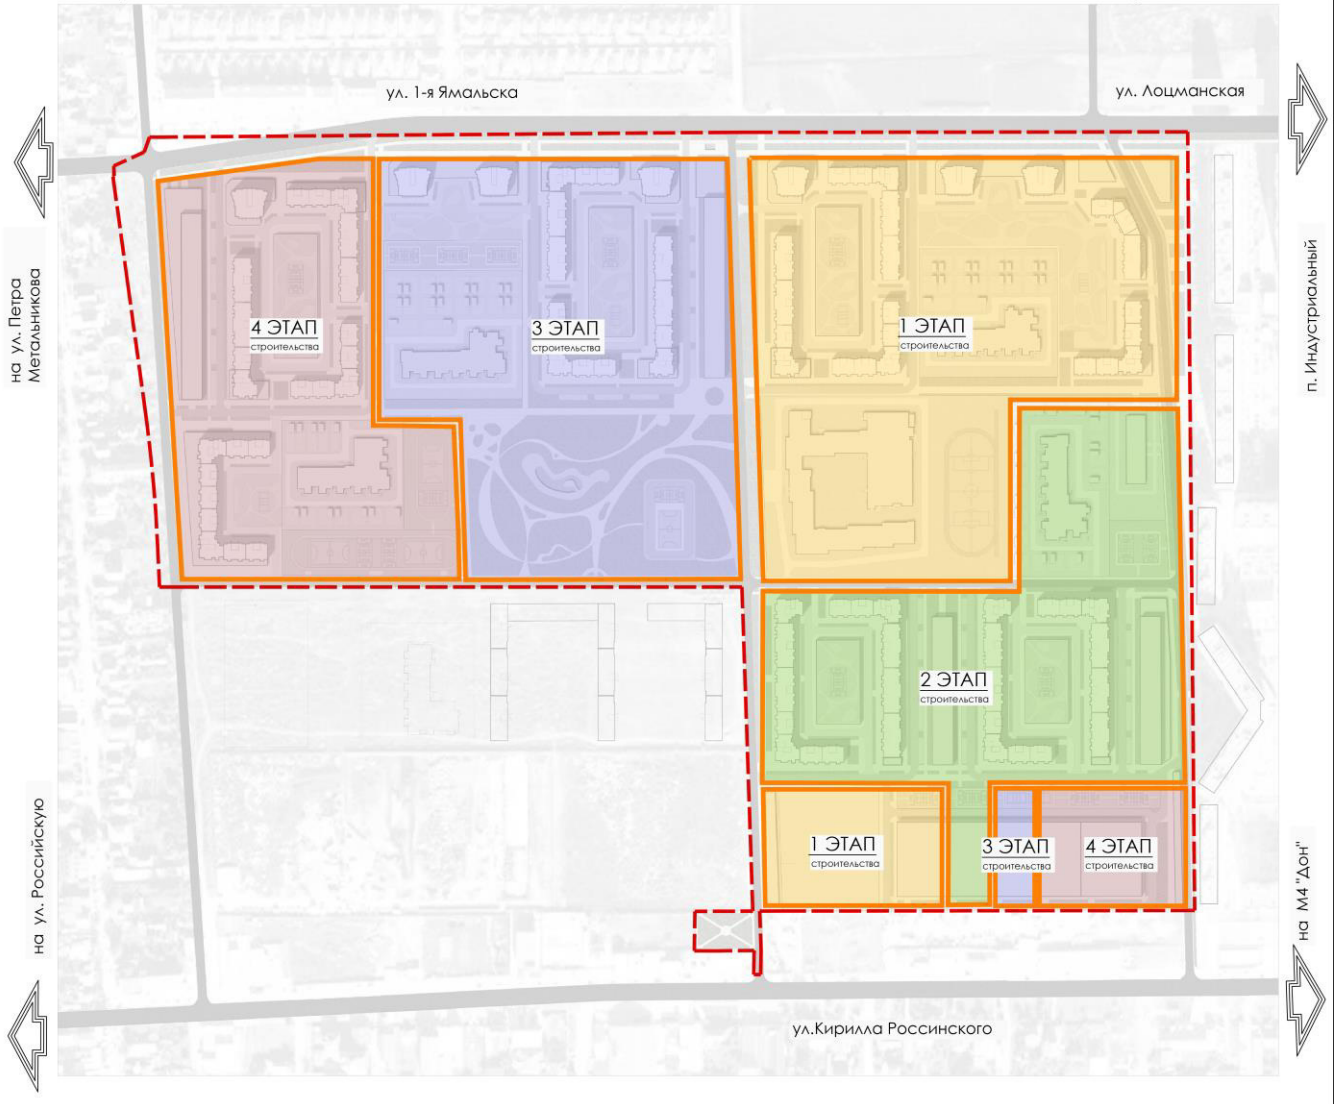 ул. 1-я Ямальска
ул. Лоцманская
на ул. Петра
Метальникова
п. Индустриальный
4 ЭТАП
строительства
3 ЭТАП
строительства
1 ЭТАП
строительства
2 ЭТАП
строительства
1 ЭТАП
строительства
3 ЭТАП
строительства
4 ЭТАП
строительства
на ул. Российскую
на М4 "Дон"
ул.Кирилла Россинского